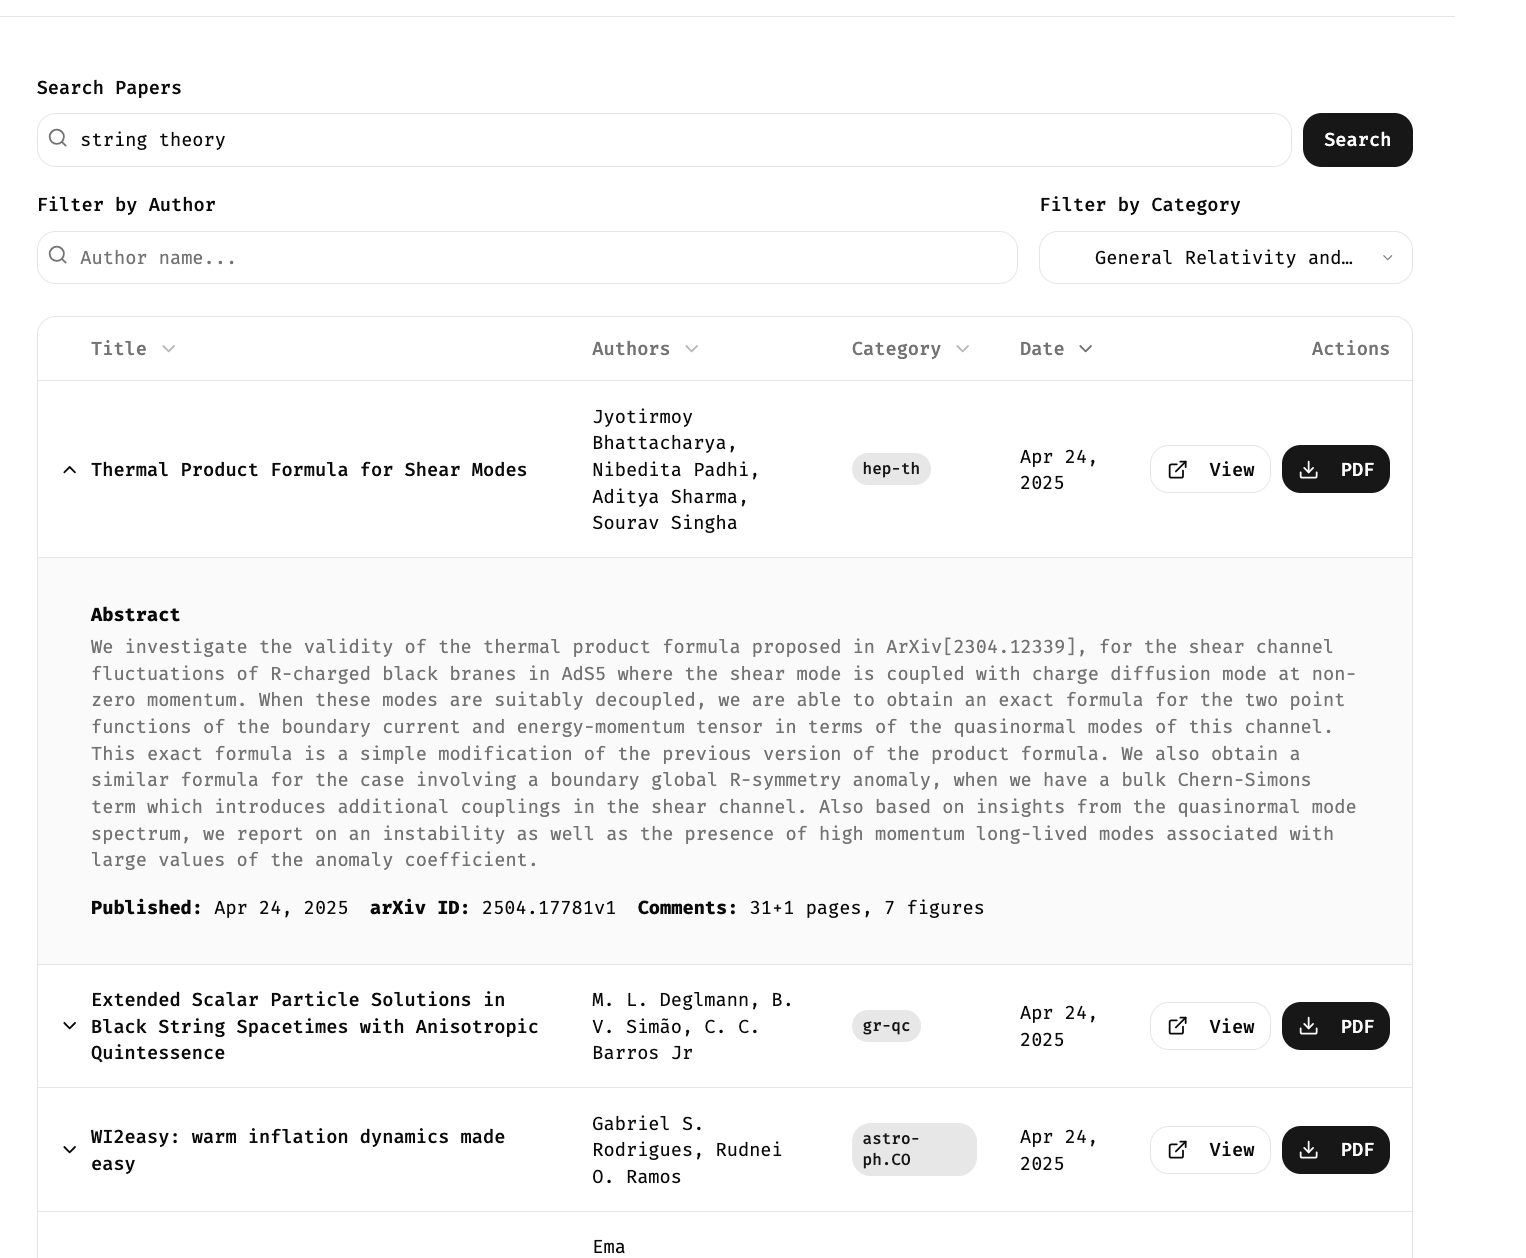 Search Papers
string theory
Search
Filter by Author
Filter by Category
Author name...
General Relativity and…
Title
Authors
Category
Date
Actions
Thermal Product Formula for Shear Modes
Jyotirmoy
Bhattacharya,
Nibedita Padhi,
Aditya Sharma,
Sourav Singha
hep-th
Apr 24,
2025
View
PDF
Abstract
We investigate the validity of the thermal product formula proposed in ArXiv[2304.12339], for the shear channel
fluctuations of R-charged black branes in AdS5 where the shear mode is coupled with charge diffusion mode at non-
zero momentum. When these modes are suitably decoupled, we are able to obtain an exact formula for the two point
functions of the boundary current and energy-momentum tensor in terms of the quasinormal modes of this channel.
This exact formula is a simple modification of the previous version of the product formula. We also obtain a
similar formula for the case involving a boundary global R-symmetry anomaly, when we have a bulk Chern-Simons
term which introduces additional couplings in the shear channel. Also based on insights from the quasinormal mode
spectrum, we report on an instability as well as the presence of high momentum long-lived modes associated with
large values of the anomaly coefficient.
Published: Apr 24, 2025 arXiv ID: 2504.17781v1 Comments: 31+1 pages, 7 figures
Extended Scalar Particle Solutions in
Black String Spacetimes with Anisotropic
Quintessence
M. L. Deglmann, B.
V. Simão, C. C.
Barros Jr
gr-qc
Apr 24,
2025
View
PDF
WI2easy: warm inflation dynamics made
easy
Gabriel S.
Rodrigues, Rudnei
O. Ramos
astro-
ph.CO
Apr 24,
2025
View
PDF
Ema